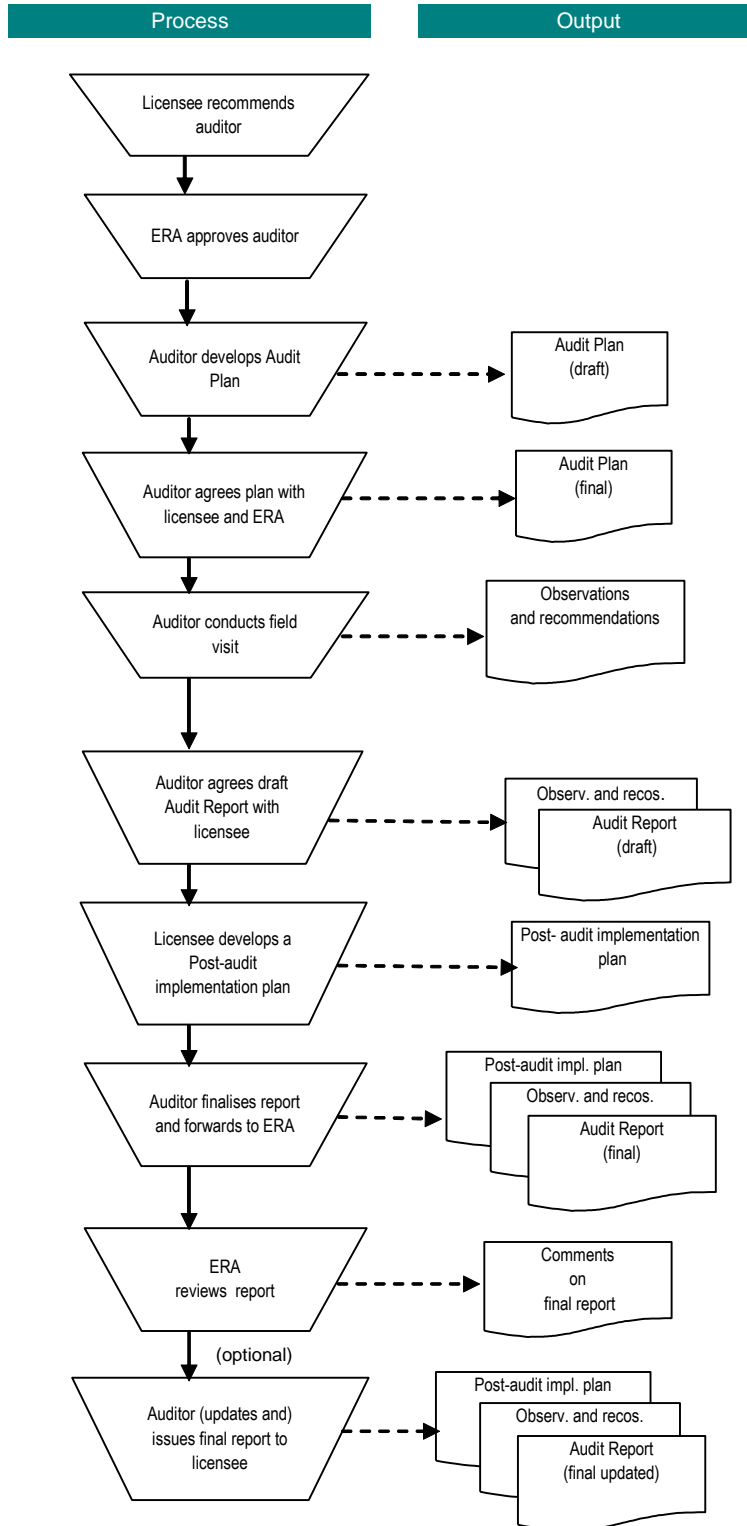 Process
Output
Licensee recommends
auditor
ERA approves auditor
Auditor develops Audit
Plan
Audit Plan
(draft)
Auditor agrees plan with
licensee and ERA
Audit Plan
(final)
Auditor conducts field
visit
Observations
and recommendations
Auditor agrees draft
Audit Report with
licensee
Observ. and recos.
Audit Report
(draft)
Licensee develops a
Post-audit
implementation plan
Post- audit implementation
plan
Auditor finalises report
and forwards to ERA
Post-audit impl. plan
Observ. and recos.
Audit Report
(final)
ERA
reviews report
Comments
on
final report
(optional)
Auditor (updates and)
issues final report to
licensee
Post-audit impl. plan
Observ. and recos.
Audit Report
(final updated)